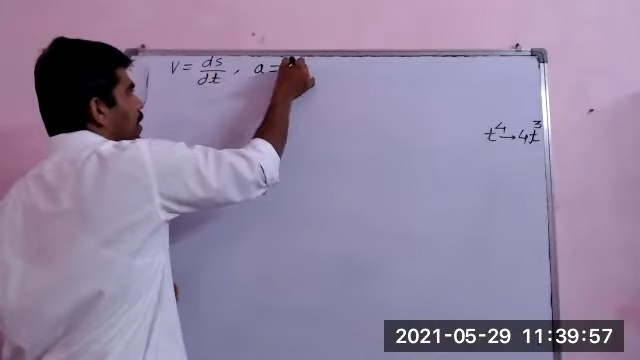 V = ds/dt , a =
t⁴→4t³
2021-05-29 11:39:57